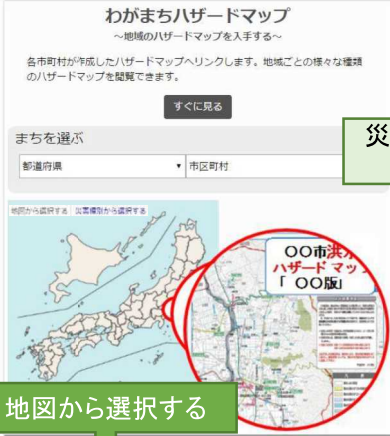 わがまちハザードマップ
～地域のハザードマップを入手する～
各市町村が作成したハザードマップへリンクします。地域ごとの様々な種類
のハザードマップを閲覧できます。
すぐに見る
まちを選ぶ
災
都道府県 ▼ 市区町村
地図から選択する 災害種別から選択する
〇〇市洪水
ハザードマップ
「 〇〇版」
地図から選択する